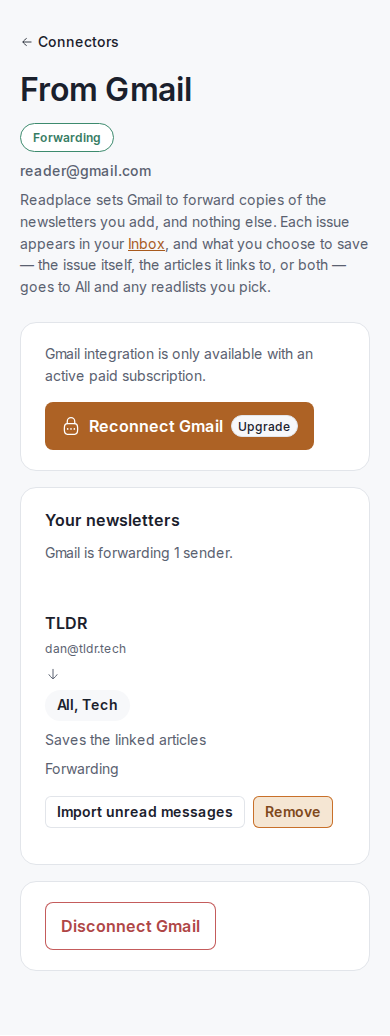 ← Connectors
From Gmail
Forwarding
reader@gmail.com
Readplace sets Gmail to forward copies of the
newsletters you add, and nothing else. Each issue
appears in your Inbox, and what you choose to save
— the issue itself, the articles it links to, or both —
goes to All and any readlists you pick.
Gmail integration is only available with an
active paid subscription.
Reconnect Gmail Upgrade
Your newsletters
Gmail is forwarding 1 sender.
TLDR
dan@tldr.tech
↓
All, Tech
Saves the linked articles
Forwarding
Import unread messages Remove
Disconnect Gmail